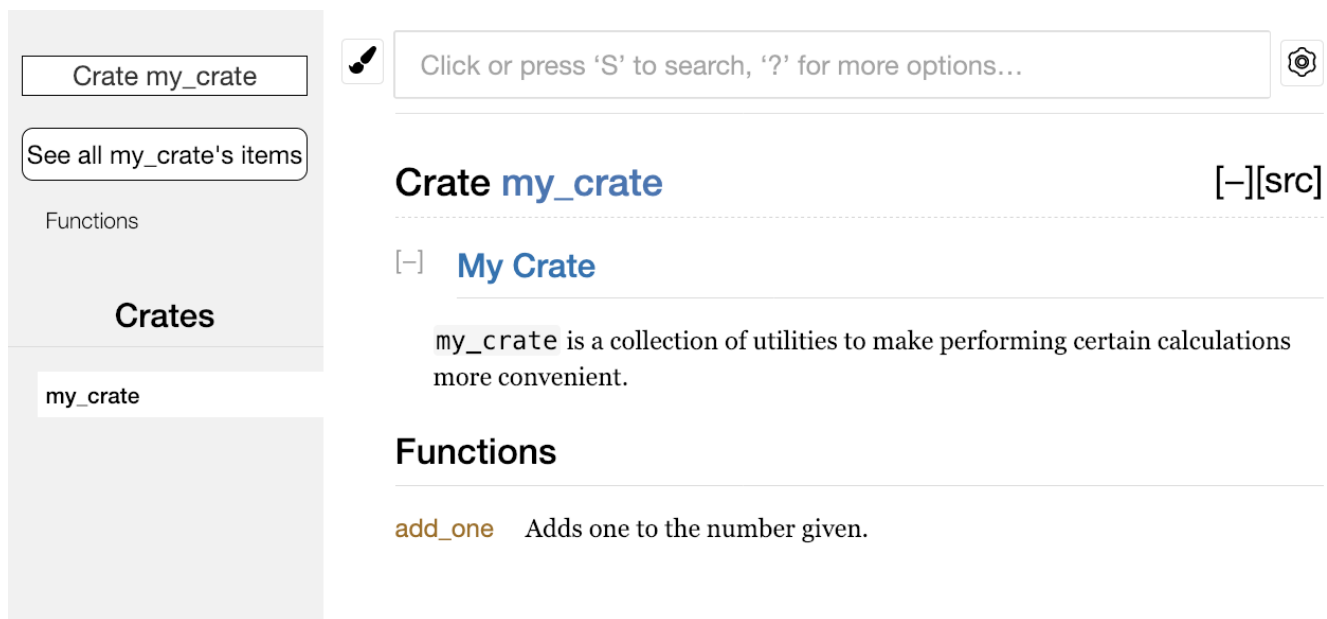 Crate my_crate
See all my_crate's items
Functions
Crates
my_crate
Click or press ‘S’ to search, ‘?’ for more options…
Crate my_crate
[−][src]
[−]
My Crate
my_crate is a collection of utilities to make performing certain calculations
more convenient.
Functions
add_one Adds one to the number given.